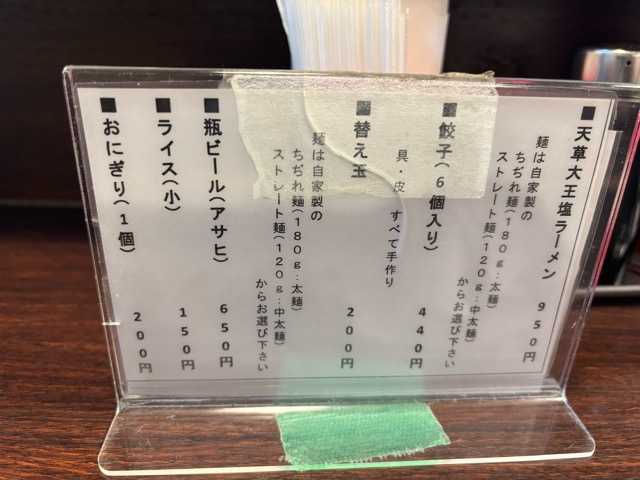 ■天草大王塩ラーメン 950円
麺は自家製の
ちぢれ麺(180g:太麺)
ストレート麺(120g:中太麺)
からお選び下さい
■餃子(6個入り) 440円
具・皮 すべて手作り
■替え玉 200円
麺は自家製の
ちぢれ麺(180g:太麺)
ストレート麺(120g:中太麺)
からお選び下さい
■瓶ビール(アサヒ) 650円
■ライス(小) 150円
■おにぎり(1個) 200円